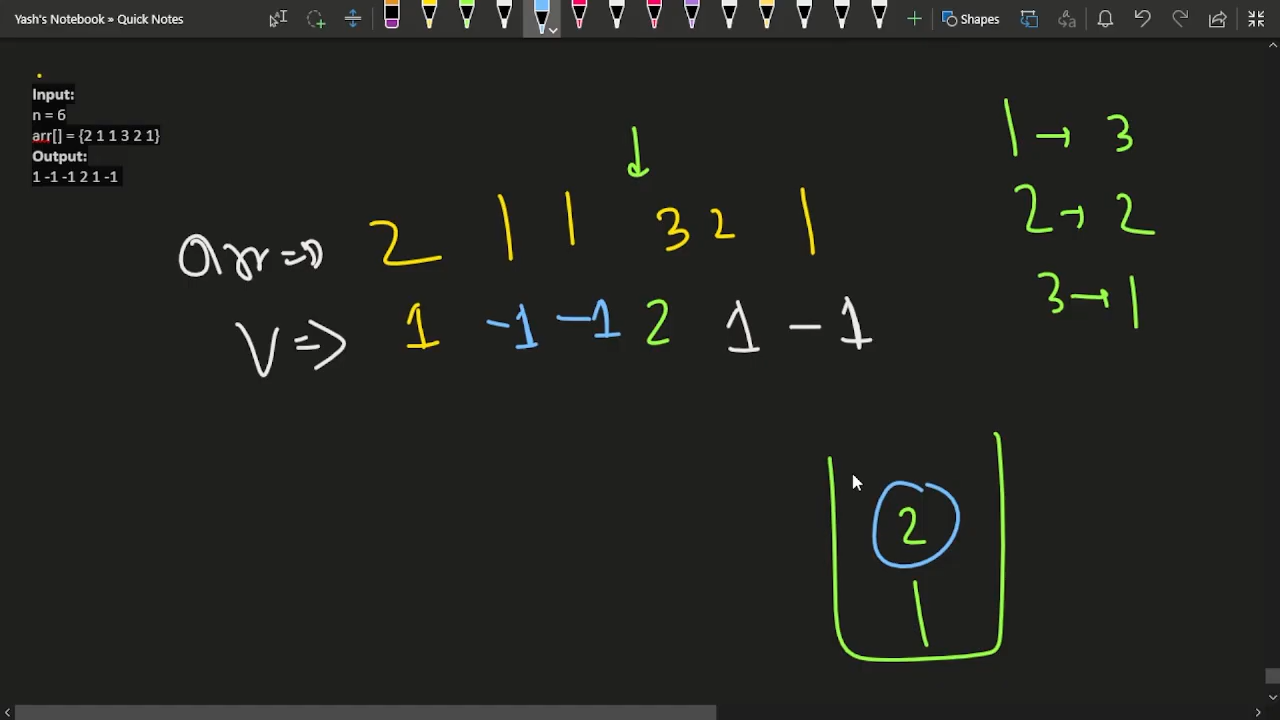 Yash's Notebook » Quick Notes
Shapes
Input:
n = 6
arr[] = {2 1 1 3 2 1}
Output:
1 -1 -1 2 1 -1
arr=> 2 1 1 3 2 1
V=> 1 -1 -1 2 1 -1
1 → 3
2 → 2
3 → 1
2
1